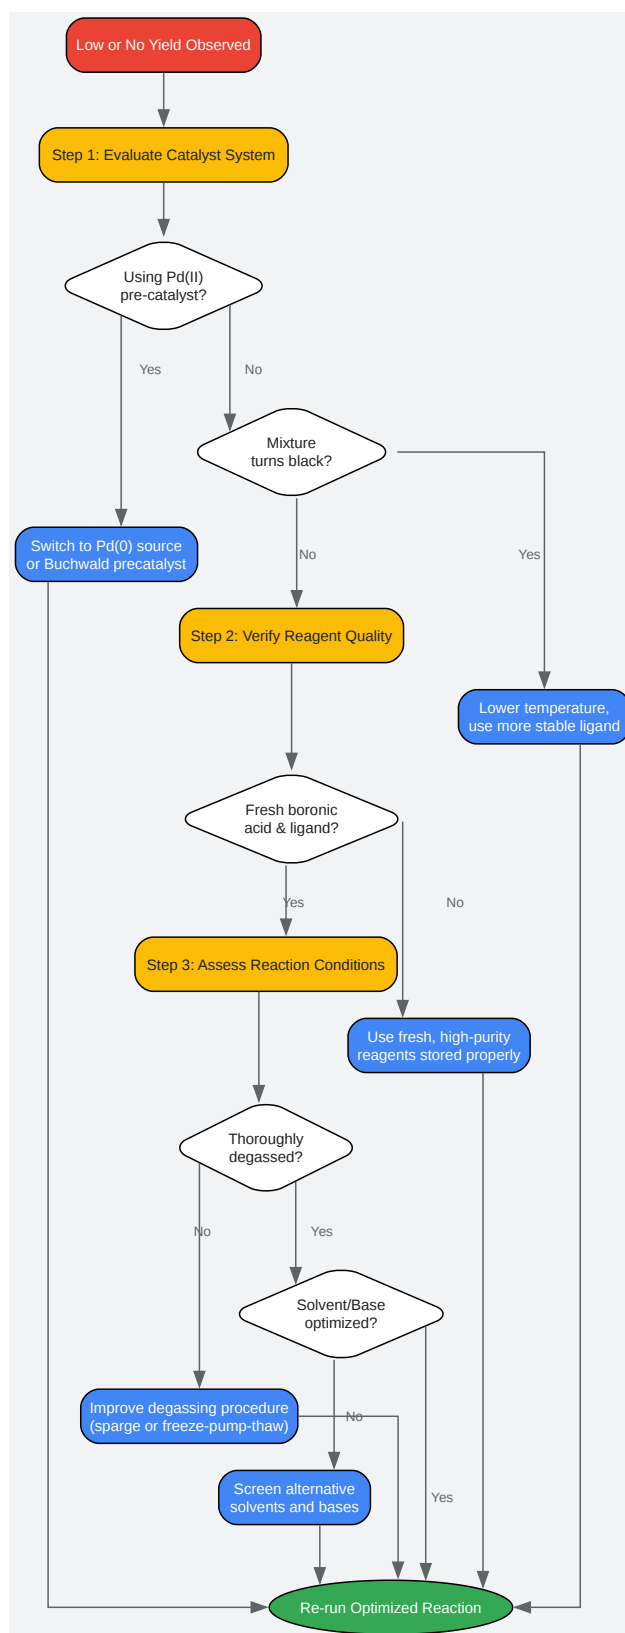 Low or No Yield Observed
Step 1: Evaluate Catalyst System
Using Pd(II)
pre-catalyst?
Yes
No
Mixture
turns black?
Switch to Pd(0) source
or Buchwald precatalyst
No
Yes
Step 2: Verify Reagent Quality
Lower temperature,
use more stable ligand
Fresh boronic
acid & ligand?
Yes
No
Step 3: Assess Reaction Conditions
Use fresh, high-purity
reagents stored properly
Thoroughly
degassed?
No
Yes
Solvent/Base
optimized?
Improve degassing procedure
(sparge or freeze-pump-thaw)
No
Screen alternative
solvents and bases
Yes
Re-run Optimized Reaction